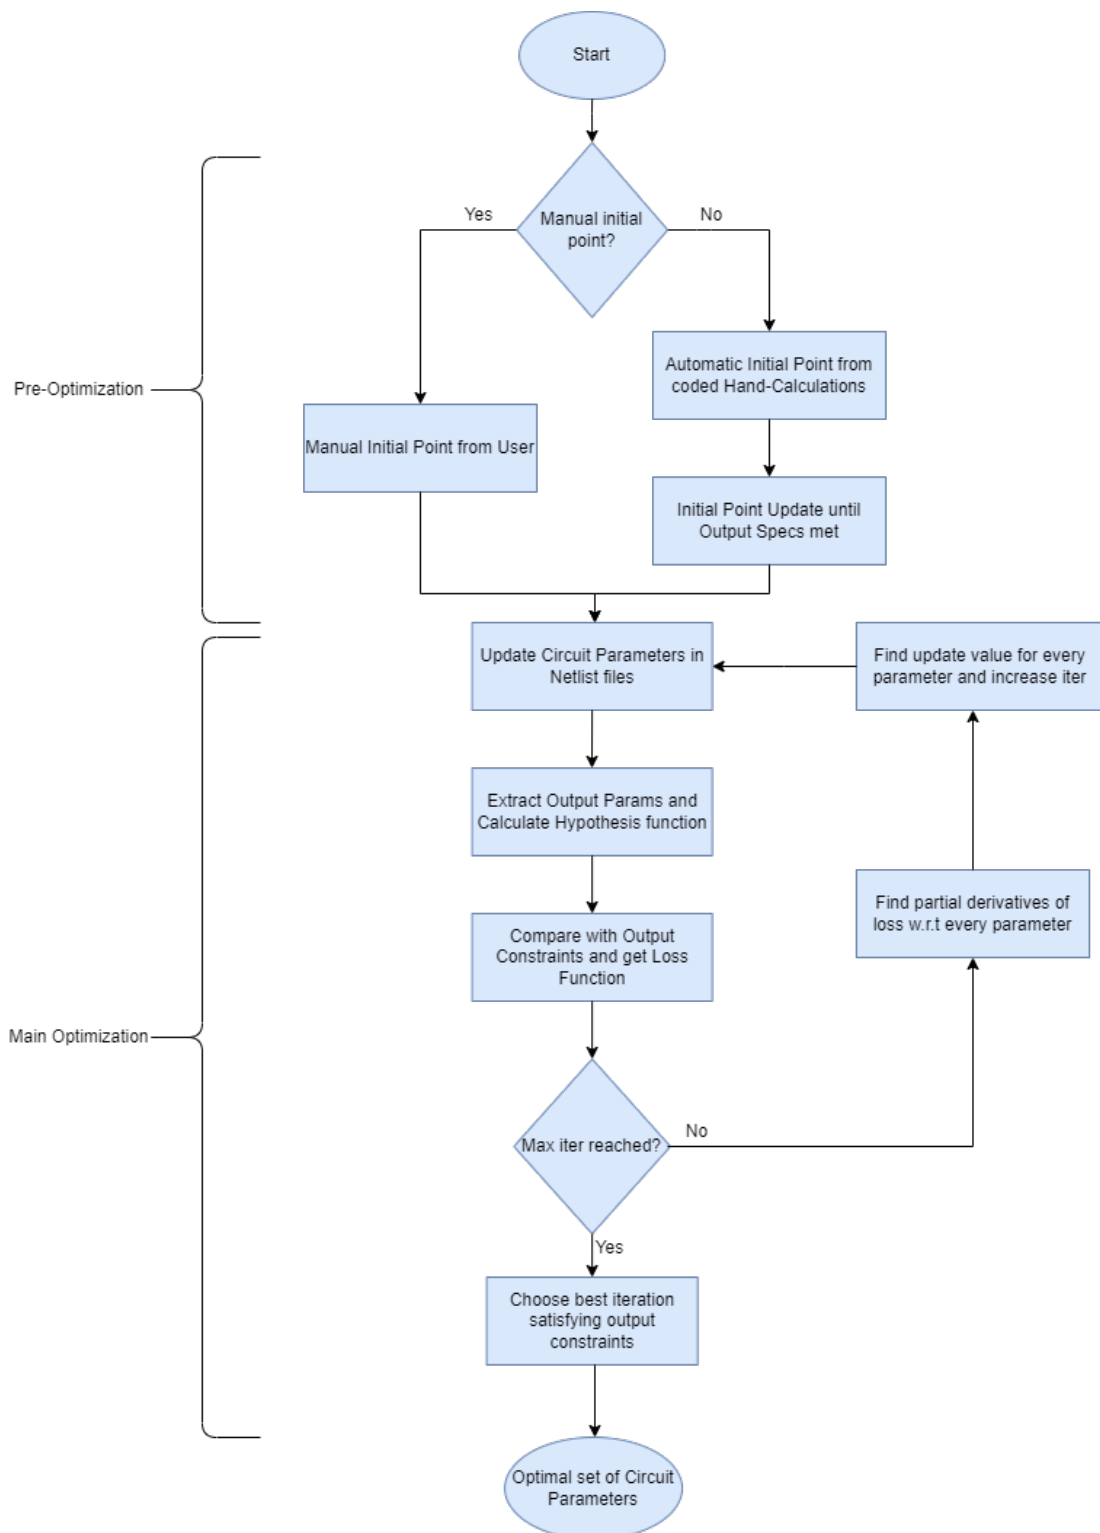 Start
Manual initial
point?
Yes
No
Automatic Initial Point from
coded Hand-Calculations
Pre-Optimization
Manual Initial Point from User
Initial Point Update until
Output Specs met
Update Circuit Parameters in
Netlist files
Find update value for every
parameter and increase iter
Extract Output Params and
Calculate Hypothesis function
Find partial derivatives of
loss w.r.t every parameter
Compare with Output
Constraints and get Loss
Function
Main Optimization
Max iter reached?
No
Yes
Choose best iteration
satisfying output
constraints
Optimal set of Circuit
Parameters